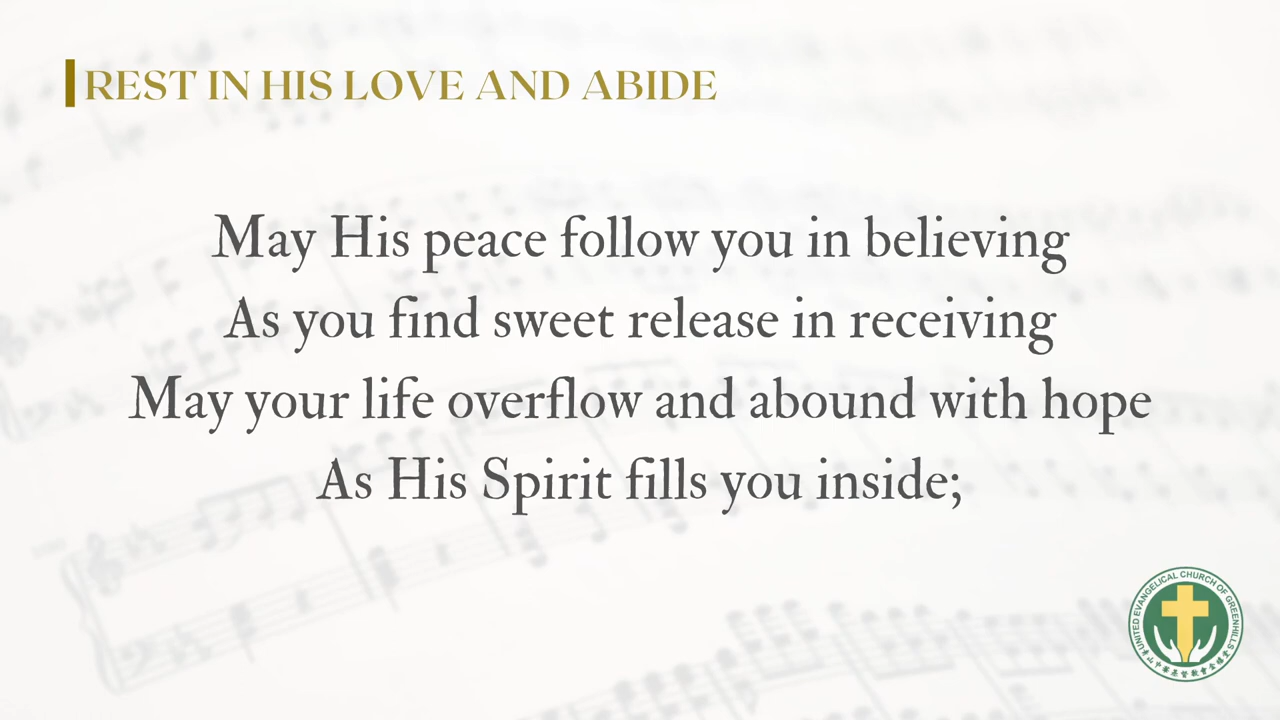 REST IN HIS LOVE AND ABIDE
May His peace follow you in believing
As you find sweet release in receiving
May your life overflow and abound with hope
As His Spirit fills you inside;
UNITED EVANGELICAL CHURCH OF GREENHILLS